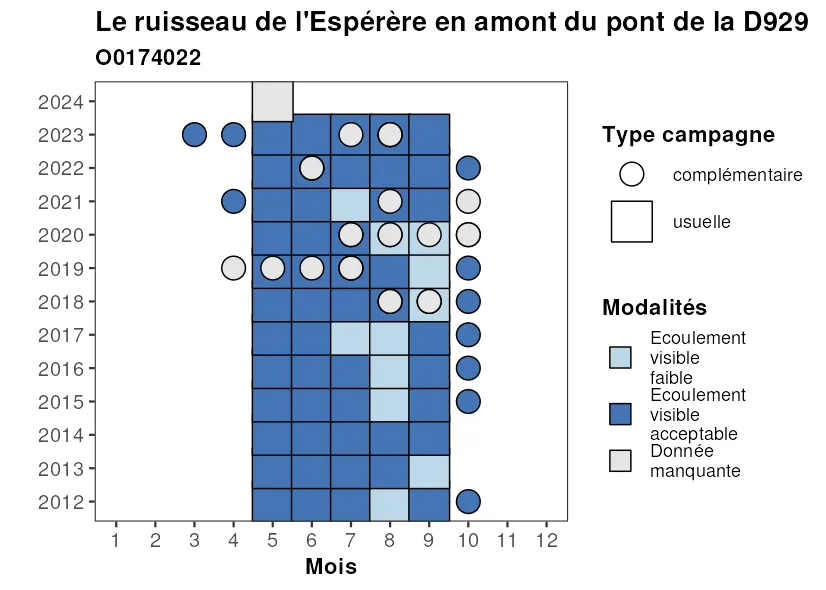 Le ruisseau de l'Espérère en amont du pont de la D929
O0174022
2024
2023
2022
2021
2020
2019
2018
2017
2016
2015
2014
2013
2012
1 2 3 4 5 6 7 8 9 10 11 12
Mois
Type campagne
complémentaire
usuelle
Modalités
Ecoulement
visible
faible
Ecoulement
visible
acceptable
Donnée
manquante